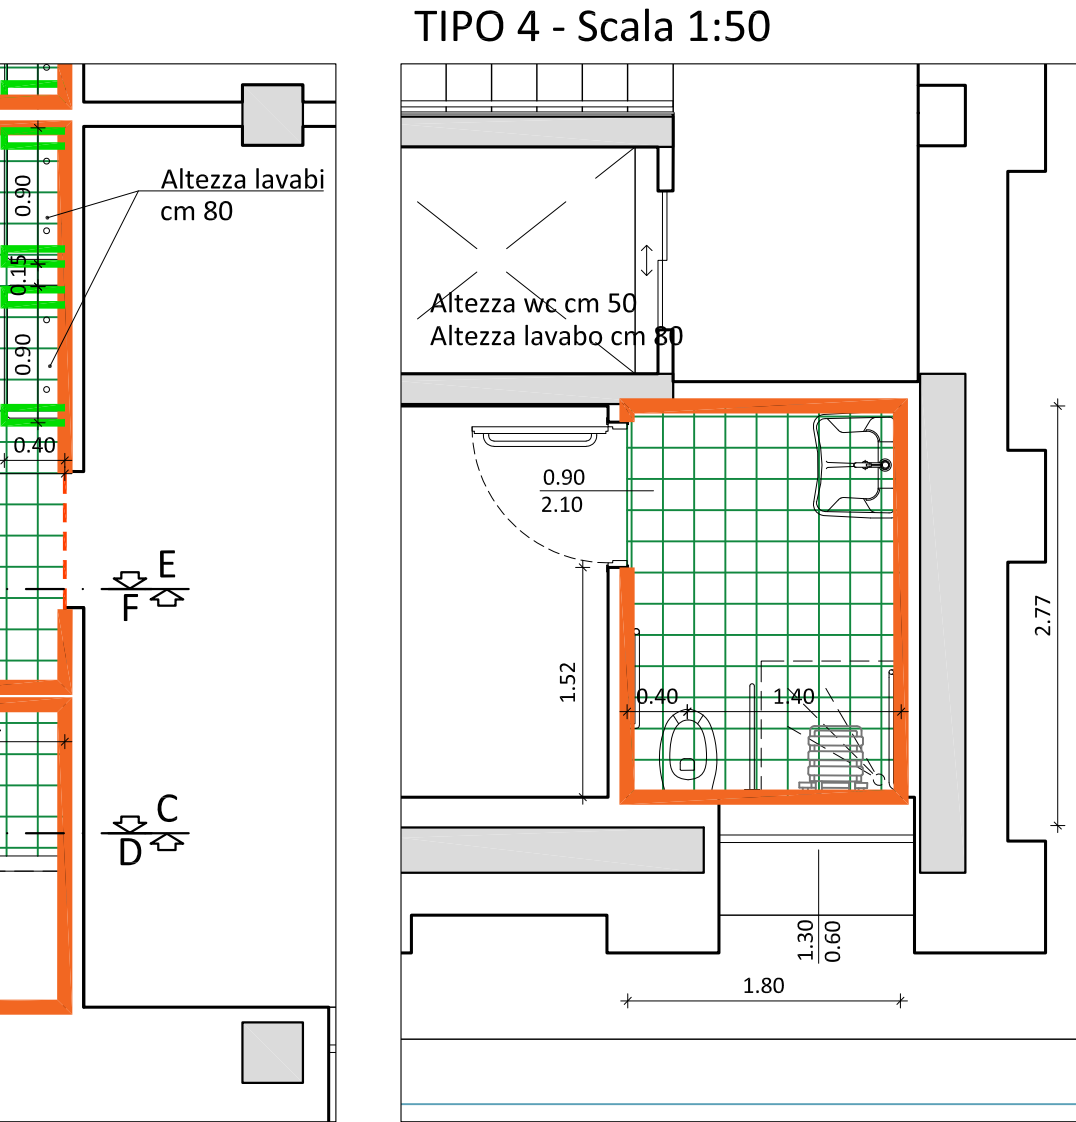 TIPO 4 - Scala 1:50
Altezza lavabi
cm 80
0.90
0.15
0.90
0.40
E
F
C
D
Altezza wc cm 50
Altezza lavabo cm 80
0.90
2.10
1.52
0.40
1.40
2.77
1.30
0.60
1.80